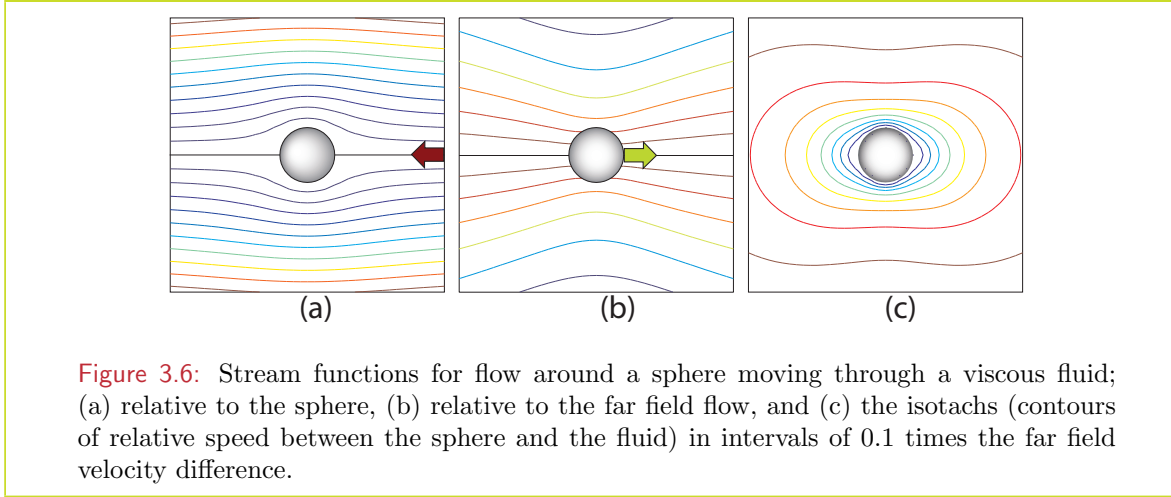 (a) (b) (c)
Figure 3.6: Stream functions for flow around a sphere moving through a viscous fluid;
(a) relative to the sphere, (b) relative to the far field flow, and (c) the isotachs (contours
of relative speed between the sphere and the fluid) in intervals of 0.1 times the far field
velocity difference.